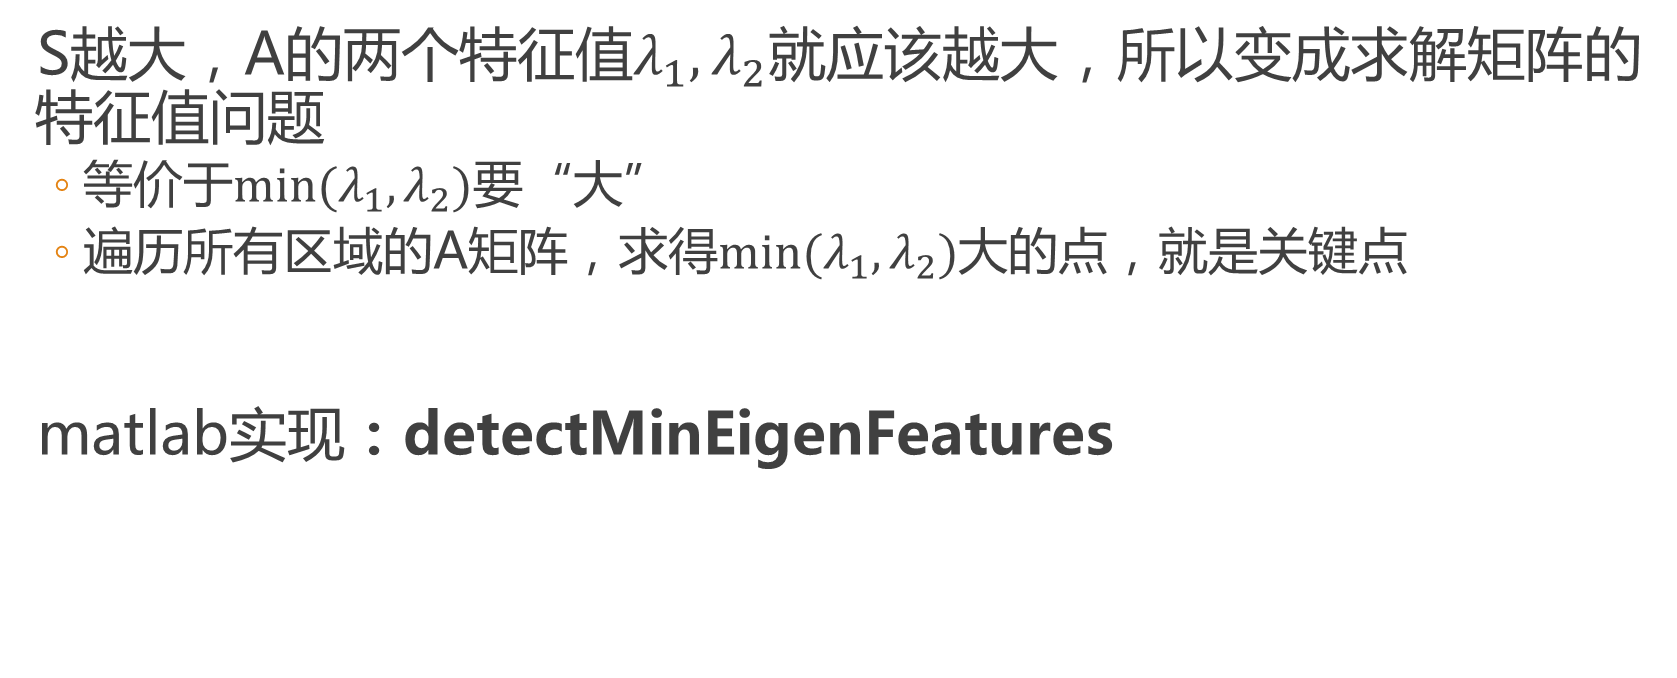 S越大，A的两个特征值λ₁, λ₂就应该越大，所以变成求解矩阵的
特征值问题
◦ 等价于min(λ₁, λ₂)要“大”
◦ 遍历所有区域的A矩阵，求得min(λ₁, λ₂)大的点，就是关键点
matlab实现：detectMinEigenFeatures